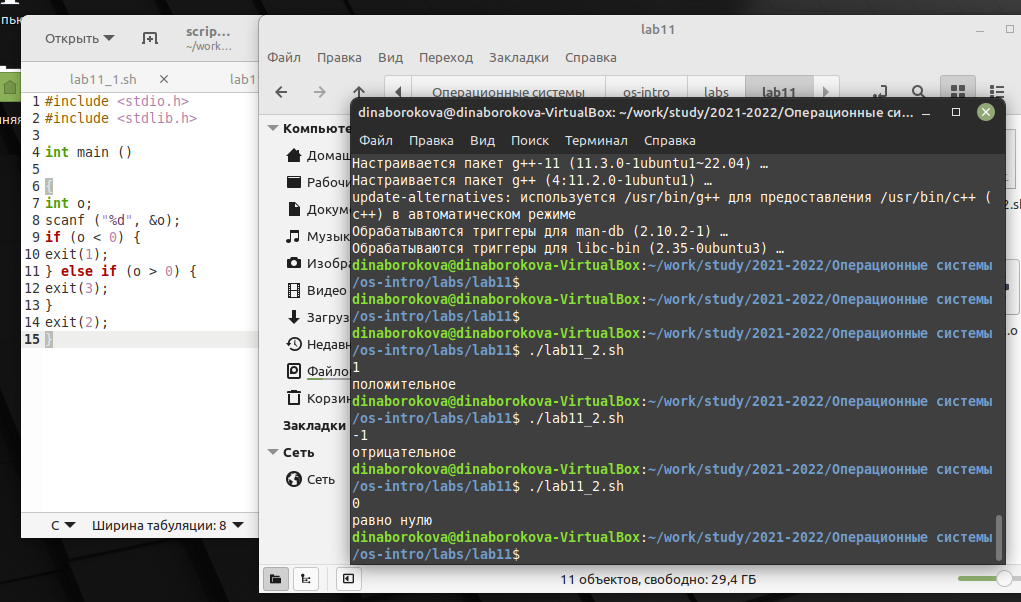 пью
няя
Открыть
scrip...
~/work...
lab11_1.sh
lab1
1 #include <stdio.h>
2 #include <stdlib.h>
3
4 int main ()
5
6 {
7 int o;
8 scanf ("%d", &o);
9 if (o < 0) {
10 exit(1);
11 } else if (o > 0) {
12 exit(3);
13 }
14 exit(2);
15 }
C
Ширина табуляции: 8
lab11
Файл Правка Вид Переход Закладки Справка
Операционные системы os-intro labs lab11
Компьюте
Домаш
Рабочи
Докум
Музык
Изобра
Видео
Загруз
Недавн
Файло
Корзин
Закладки
Сеть
Сеть
2.sh
.o
11 объектов, свободно: 29,4 ГБ
dinaborokova@dinaborokova-VirtualBox: ~/work/study/2021-2022/Операционные си...
Файл Правка Вид Поиск Терминал Справка
Настраивается пакет g++-11 (11.3.0-1ubuntu1~22.04) …
Настраивается пакет g++ (4:11.2.0-1ubuntu1) …
update-alternatives: используется /usr/bin/g++ для предоставления /usr/bin/c++ (
c++) в автоматическом режиме
Обрабатываются триггеры для man-db (2.10.2-1) …
Обрабатываются триггеры для libc-bin (2.35-0ubuntu3) …
dinaborokova@dinaborokova-VirtualBox:~/work/study/2021-2022/Операционные системы
/os-intro/labs/lab11$
dinaborokova@dinaborokova-VirtualBox:~/work/study/2021-2022/Операционные системы
/os-intro/labs/lab11$
dinaborokova@dinaborokova-VirtualBox:~/work/study/2021-2022/Операционные системы
/os-intro/labs/lab11$ ./lab11_2.sh
1
положительное
dinaborokova@dinaborokova-VirtualBox:~/work/study/2021-2022/Операционные системы
/os-intro/labs/lab11$ ./lab11_2.sh
-1
отрицательное
dinaborokova@dinaborokova-VirtualBox:~/work/study/2021-2022/Операционные системы
/os-intro/labs/lab11$ ./lab11_2.sh
0
равно нулю
dinaborokova@dinaborokova-VirtualBox:~/work/study/2021-2022/Операционные системы
/os-intro/labs/lab11$